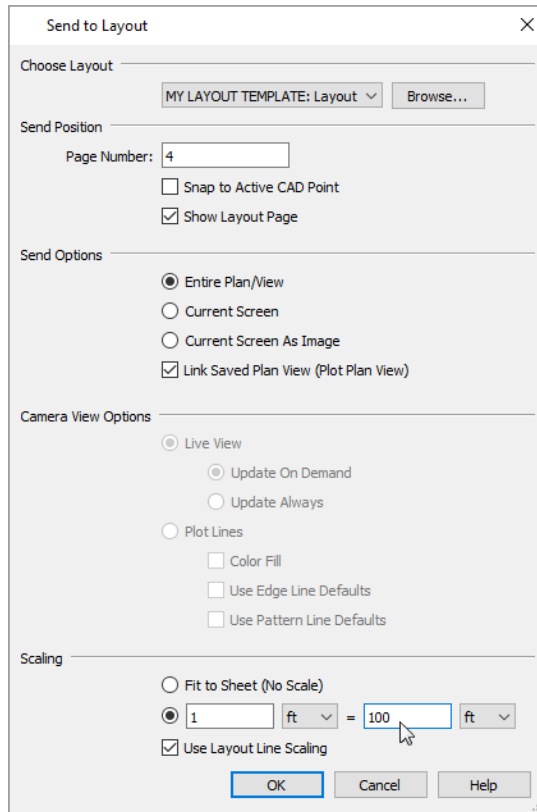 Send to Layout
Choose Layout
MY LAYOUT TEMPLATE: Layout
Browse...
Send Position
Page Number: 4
Snap to Active CAD Point
Show Layout Page
Send Options
Entire Plan/View
Current Screen
Current Screen As Image
Link Saved Plan View (Plot Plan View)
Camera View Options
Live View
Update On Demand
Update Always
Plot Lines
Color Fill
Use Edge Line Defaults
Use Pattern Line Defaults
Scaling
Fit to Sheet (No Scale)
1 ft = 100 ft
Use Layout Line Scaling
OK Cancel Help